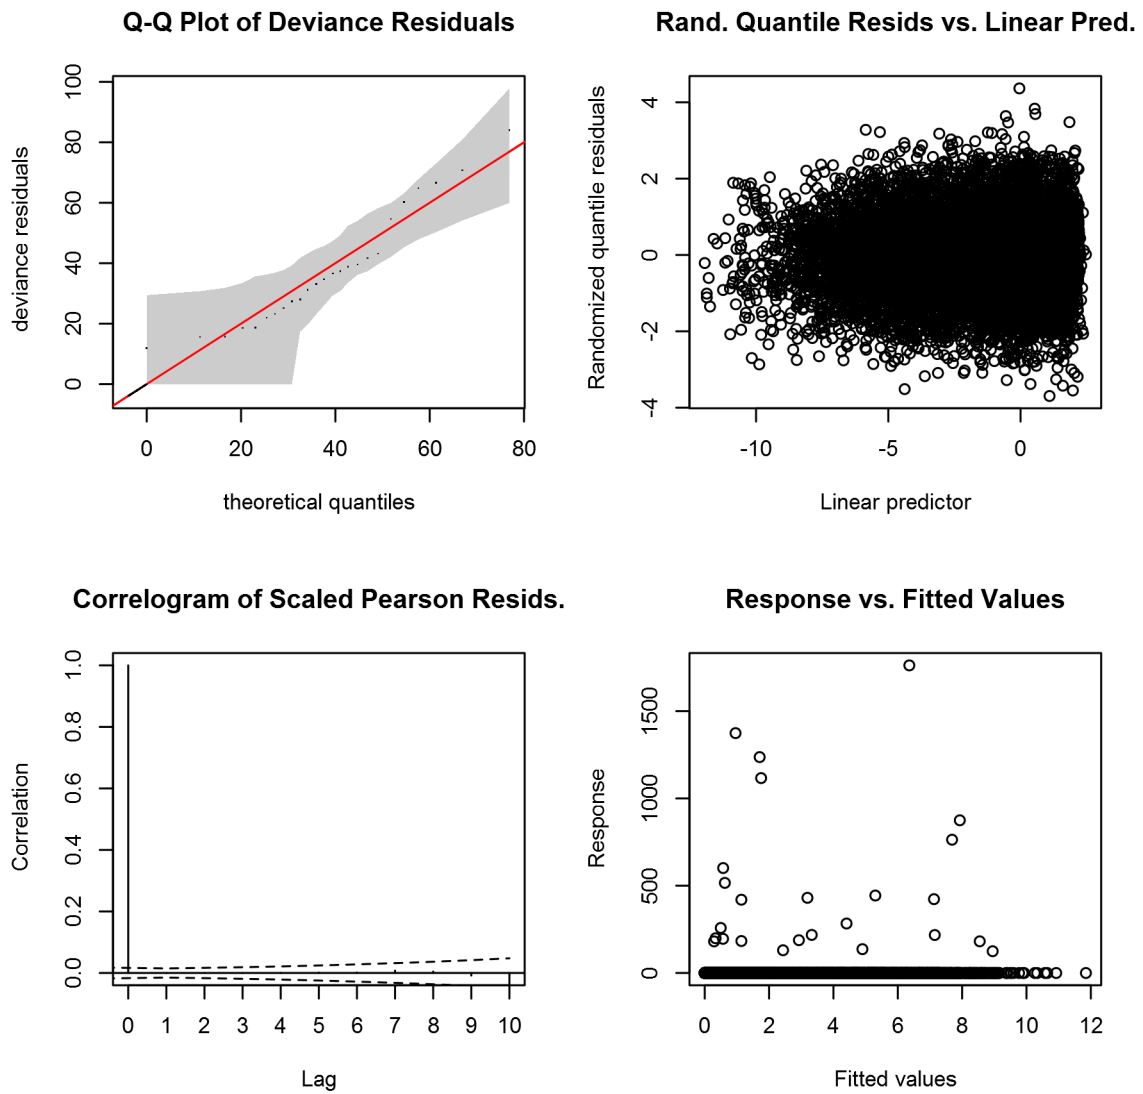 Q-Q Plot of Deviance Residuals
100
80
60
40
20
0
deviance residuals
0 20 40 60 80
theoretical quantiles
Rand. Quantile Resids vs. Linear Pred.
4
2
0
-2
-4
Randomized quantile residuals
-10 -5 0
Linear predictor
Correlogram of Scaled Pearson Resids.
1.0
0.8
0.6
0.4
0.2
0.0
Correlation
0 1 2 3 4 5 6 7 8 9 10
Lag
Response vs. Fitted Values
1500
1000
500
0
Response
0 2 4 6 8 10 12
Fitted values